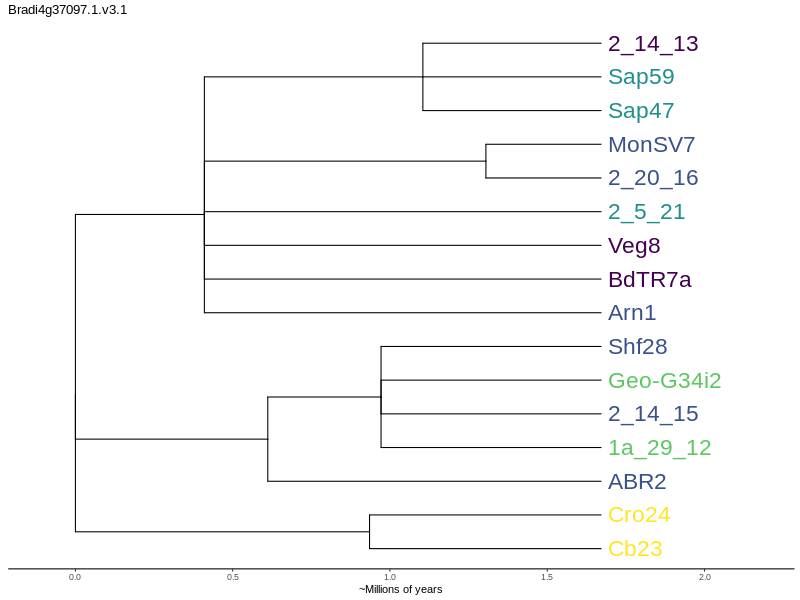 Bradi4g37097.1.v3.1
2_14_13
Sap59
Sap47
MonSV7
2_20_16
2_5_21
Veg8
BdTR7a
Arn1
Shf28
Geo-G34i2
2_14_15
1a_29_12
ABR2
Cro24
Cb23
0.0 0.5 1.0 1.5 2.0
~Millions of years